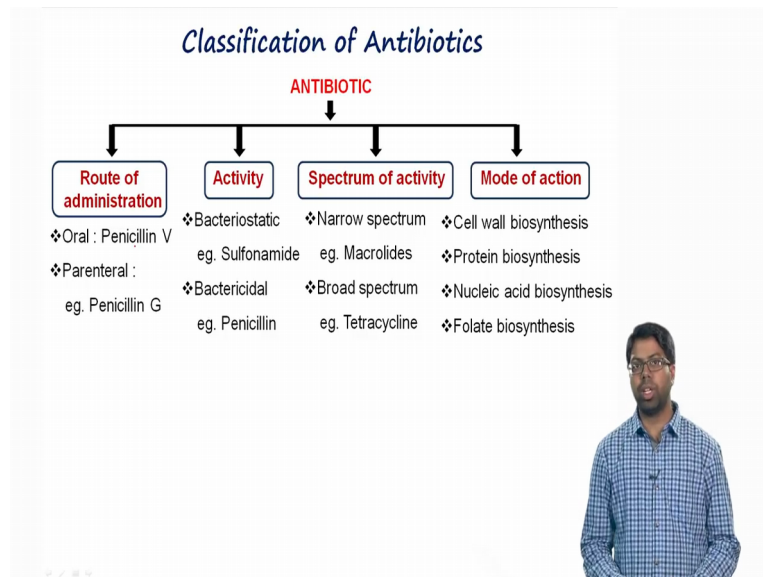 Classification of Antibiotics
ANTIBIOTIC
Route of
administration
❖Oral : Penicillin V
❖Parenteral :
eg. Penicillin G
Activity
❖Bacteriostatic
eg. Sulfonamide
❖Bactericidal
eg. Penicillin
Spectrum of activity
❖Narrow spectrum
eg. Macrolides
❖Broad spectrum
eg. Tetracycline
Mode of action
❖Cell wall biosynthesis
❖Protein biosynthesis
❖Nucleic acid biosynthesis
❖Folate biosynthesis